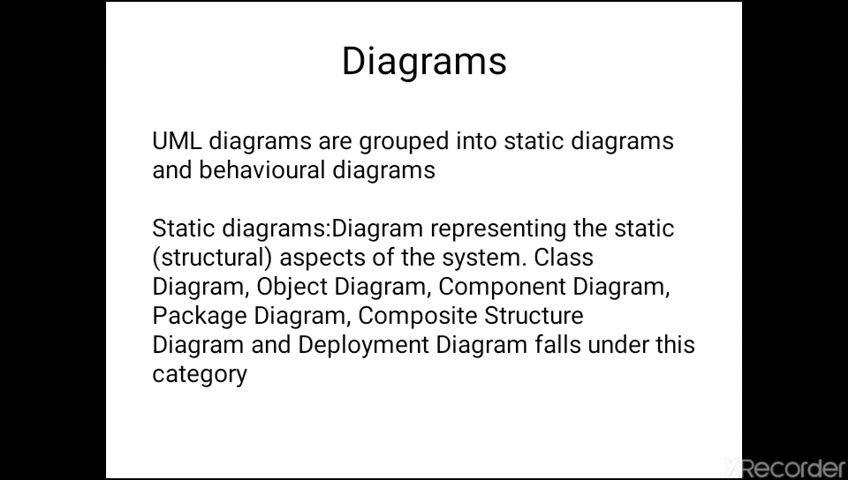 Diagrams
UML diagrams are grouped into static diagrams
and behavioural diagrams
Static diagrams:Diagram representing the static
(structural) aspects of the system. Class
Diagram, Object Diagram, Component Diagram,
Package Diagram, Composite Structure
Diagram and Deployment Diagram falls under this
category
XRecorder